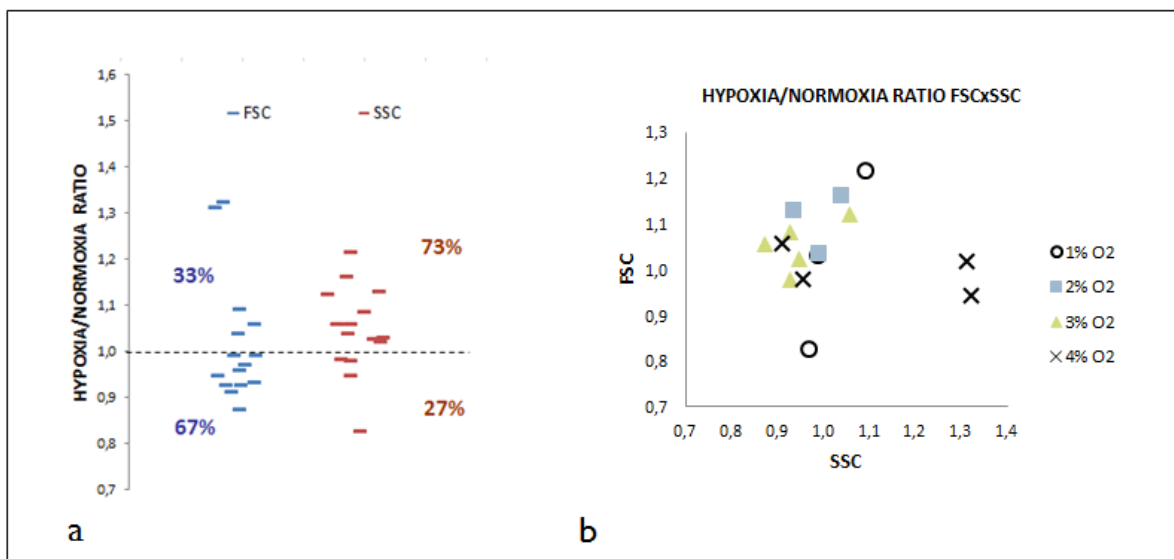 1,6
1,5
1,4
1,3
1,2
1,1
1,0
0,9
0,8
0,7
HYPOXIA/NORMOXIA RATIO
FSC SSC
33%
73%
67%
27%
a
HYPOXIA/NORMOXIA RATIO FSCxSSC
1,3
1,2
1,1
1,0
0,9
0,8
0,7
FSC
0,7 0,8 0,9 1,0 1,1 1,2 1,3 1,4
SSC
1% O2
2% O2
3% O2
4% O2
b